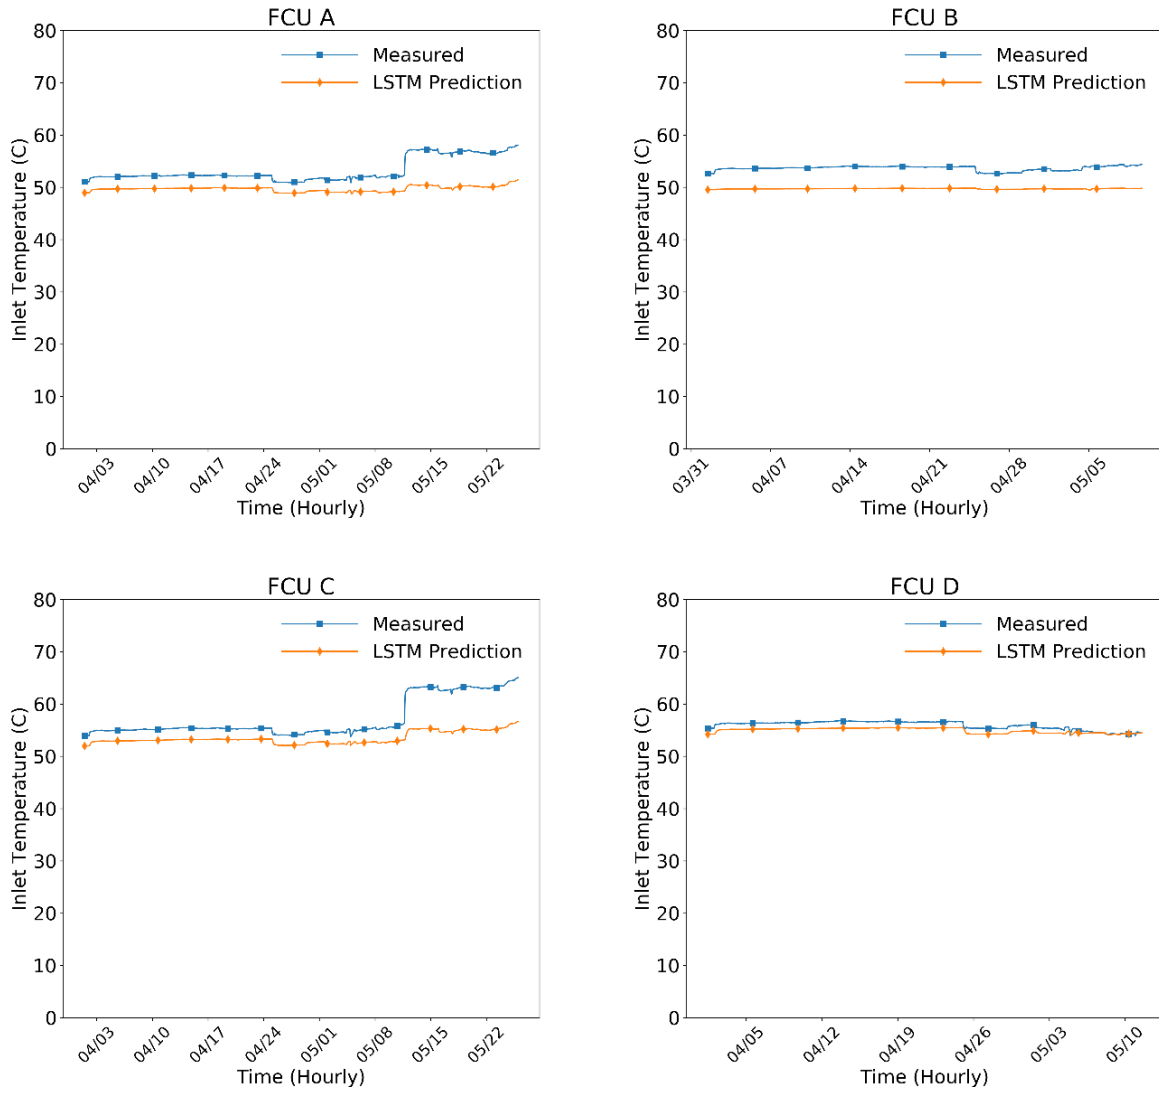 FCU A
80
70
60
50
40
30
20
10
0
Inlet Temperature (C)
Measured
LSTM Prediction
04/03 04/10 04/17 04/24 05/01 05/08 05/15 05/22
Time (Hourly)
FCU B
80
70
60
50
40
30
20
10
0
Inlet Temperature (C)
Measured
LSTM Prediction
03/31 04/07 04/14 04/21 04/28 05/05
Time (Hourly)
FCU C
80
70
60
50
40
30
20
10
0
Inlet Temperature (C)
Measured
LSTM Prediction
04/03 04/10 04/17 04/24 05/01 05/08 05/15 05/22
Time (Hourly)
FCU D
80
70
60
50
40
30
20
10
0
Inlet Temperature (C)
Measured
LSTM Prediction
04/05 04/12 04/19 04/26 05/03 05/10
Time (Hourly)